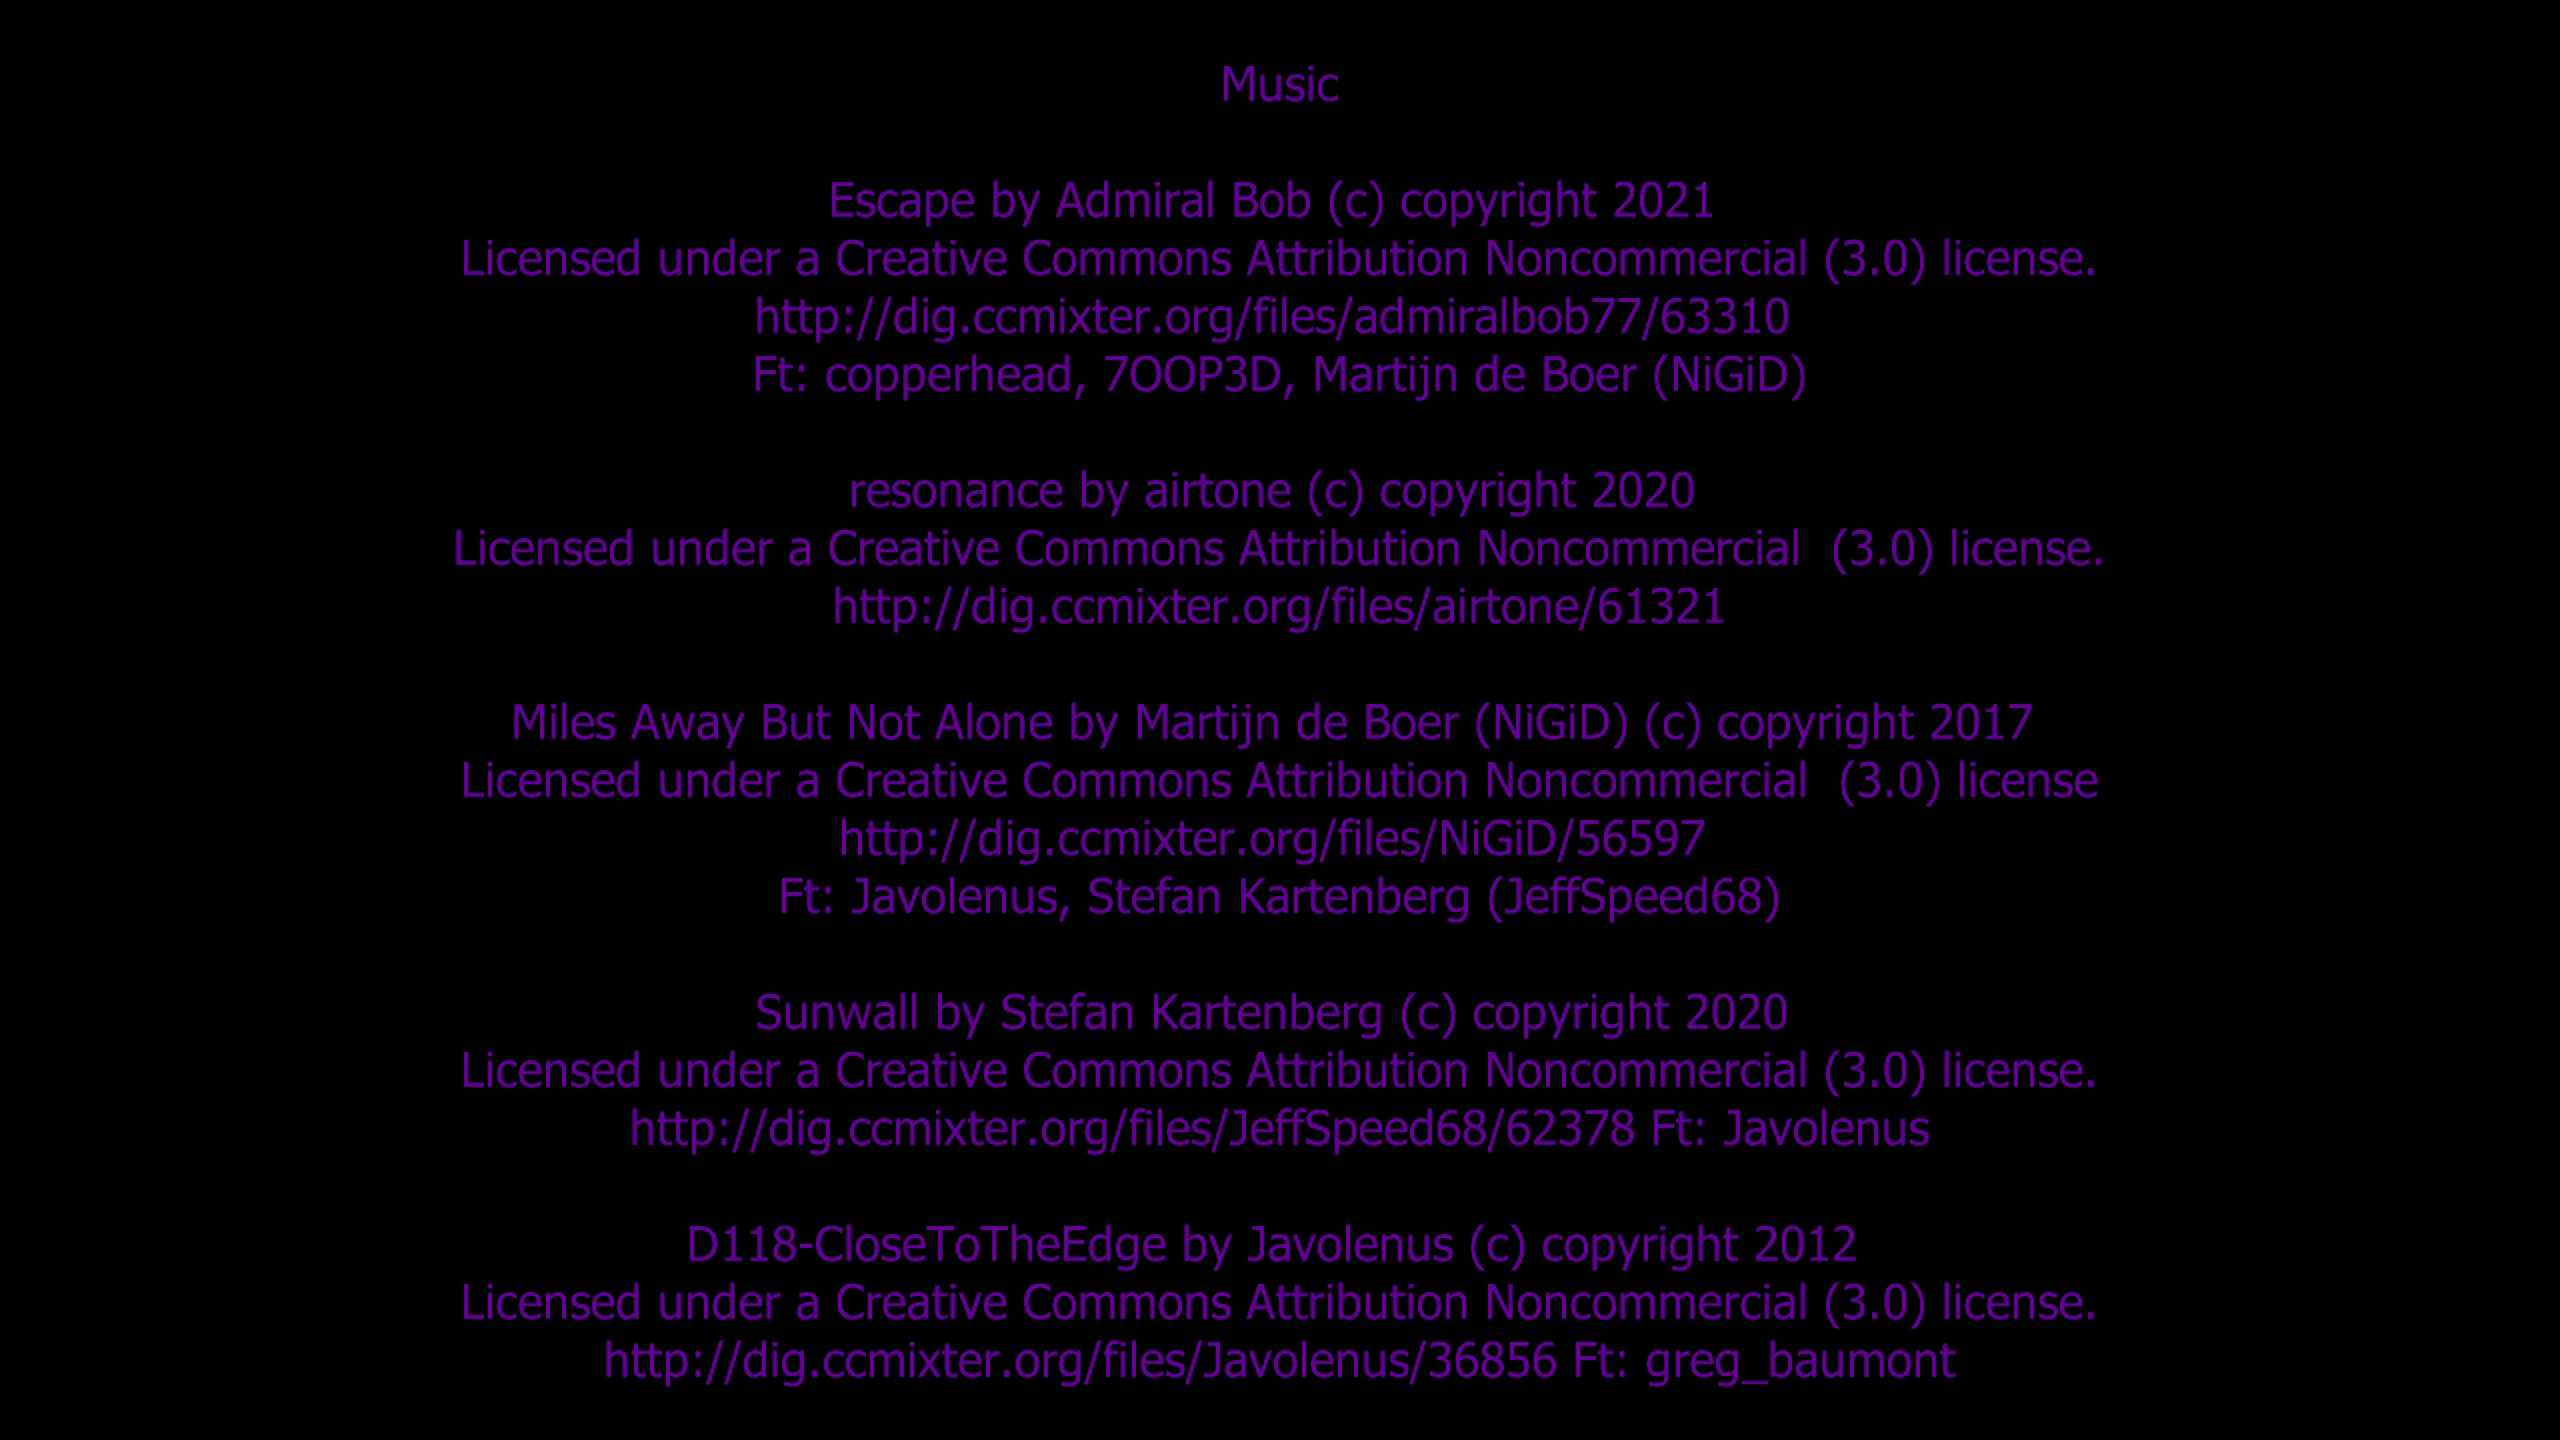 Music
Escape by Admiral Bob (c) copyright 2021
Licensed under a Creative Commons Attribution Noncommercial (3.0) license.
http://dig.ccmixter.org/files/admiralbob77/63310
Ft: copperhead, 7OOP3D, Martijn de Boer (NiGiD)
resonance by airtone (c) copyright 2020
Licensed under a Creative Commons Attribution Noncommercial  (3.0) license.
http://dig.ccmixter.org/files/airtone/61321
Miles Away But Not Alone by Martijn de Boer (NiGiD) (c) copyright 2017
Licensed under a Creative Commons Attribution Noncommercial  (3.0) license
http://dig.ccmixter.org/files/NiGiD/56597
Ft: Javolenus, Stefan Kartenberg (JeffSpeed68)
Sunwall by Stefan Kartenberg (c) copyright 2020
Licensed under a Creative Commons Attribution Noncommercial (3.0) license.
http://dig.ccmixter.org/files/JeffSpeed68/62378 Ft: Javolenus
D118-CloseToTheEdge by Javolenus (c) copyright 2012
Licensed under a Creative Commons Attribution Noncommercial (3.0) license.
http://dig.ccmixter.org/files/Javolenus/36856 Ft: greg_baumont